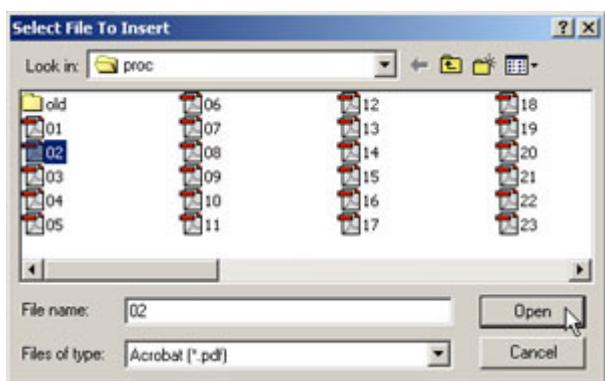 Select File To Insert
Look in: proc
old 06 12 18
01 07 13 19
02 08 14 20
03 09 15 21
04 10 16 22
05 11 17 23
File name: 02 Open
Files of type: Acrobat (*.pdf) Cancel